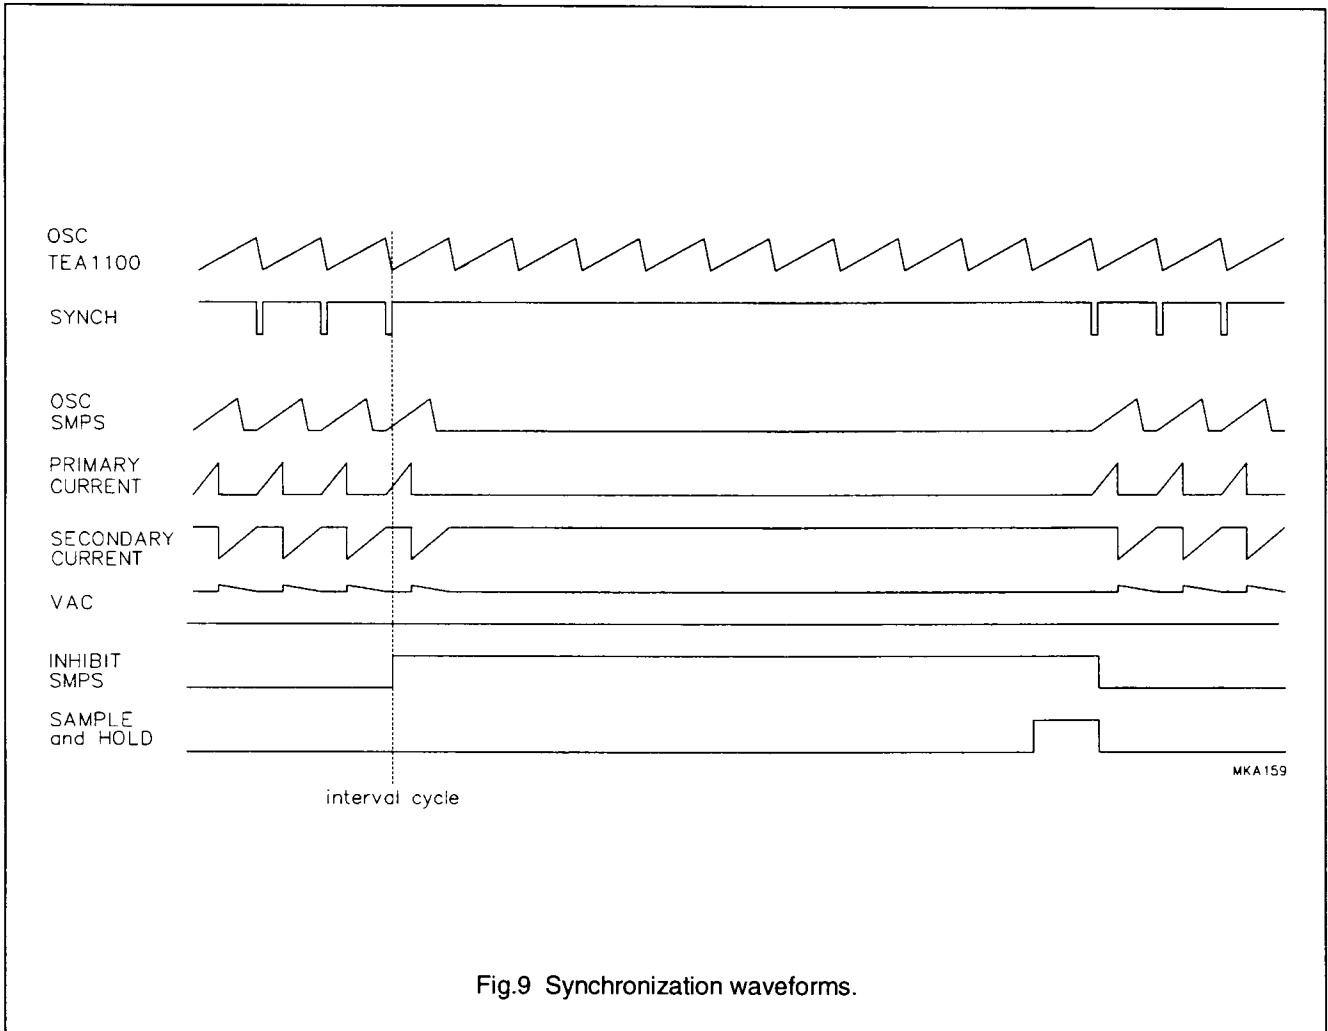 OSC
TEA1100
SYNCH
OSC
SMPS
PRIMARY
CURRENT
SECONDARY
CURRENT
VAC
INHIBIT
SMPS
SAMPLE
and HOLD
MKA159
interval cycle
Fig.9 Synchronization waveforms.